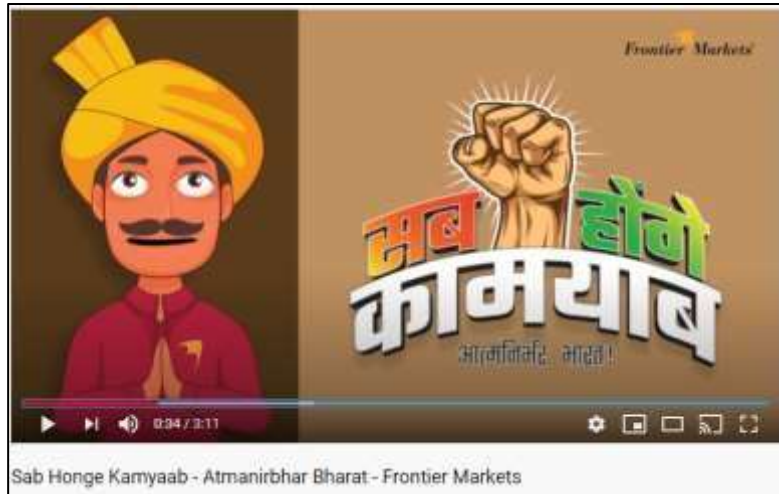 Frontier Markets
सब होंगे
कामयाब
आत्मनिर्भर भारत!
0:34 / 3:11
Sab Honge Kamyaab - Atmanirbhar Bharat - Frontier Markets